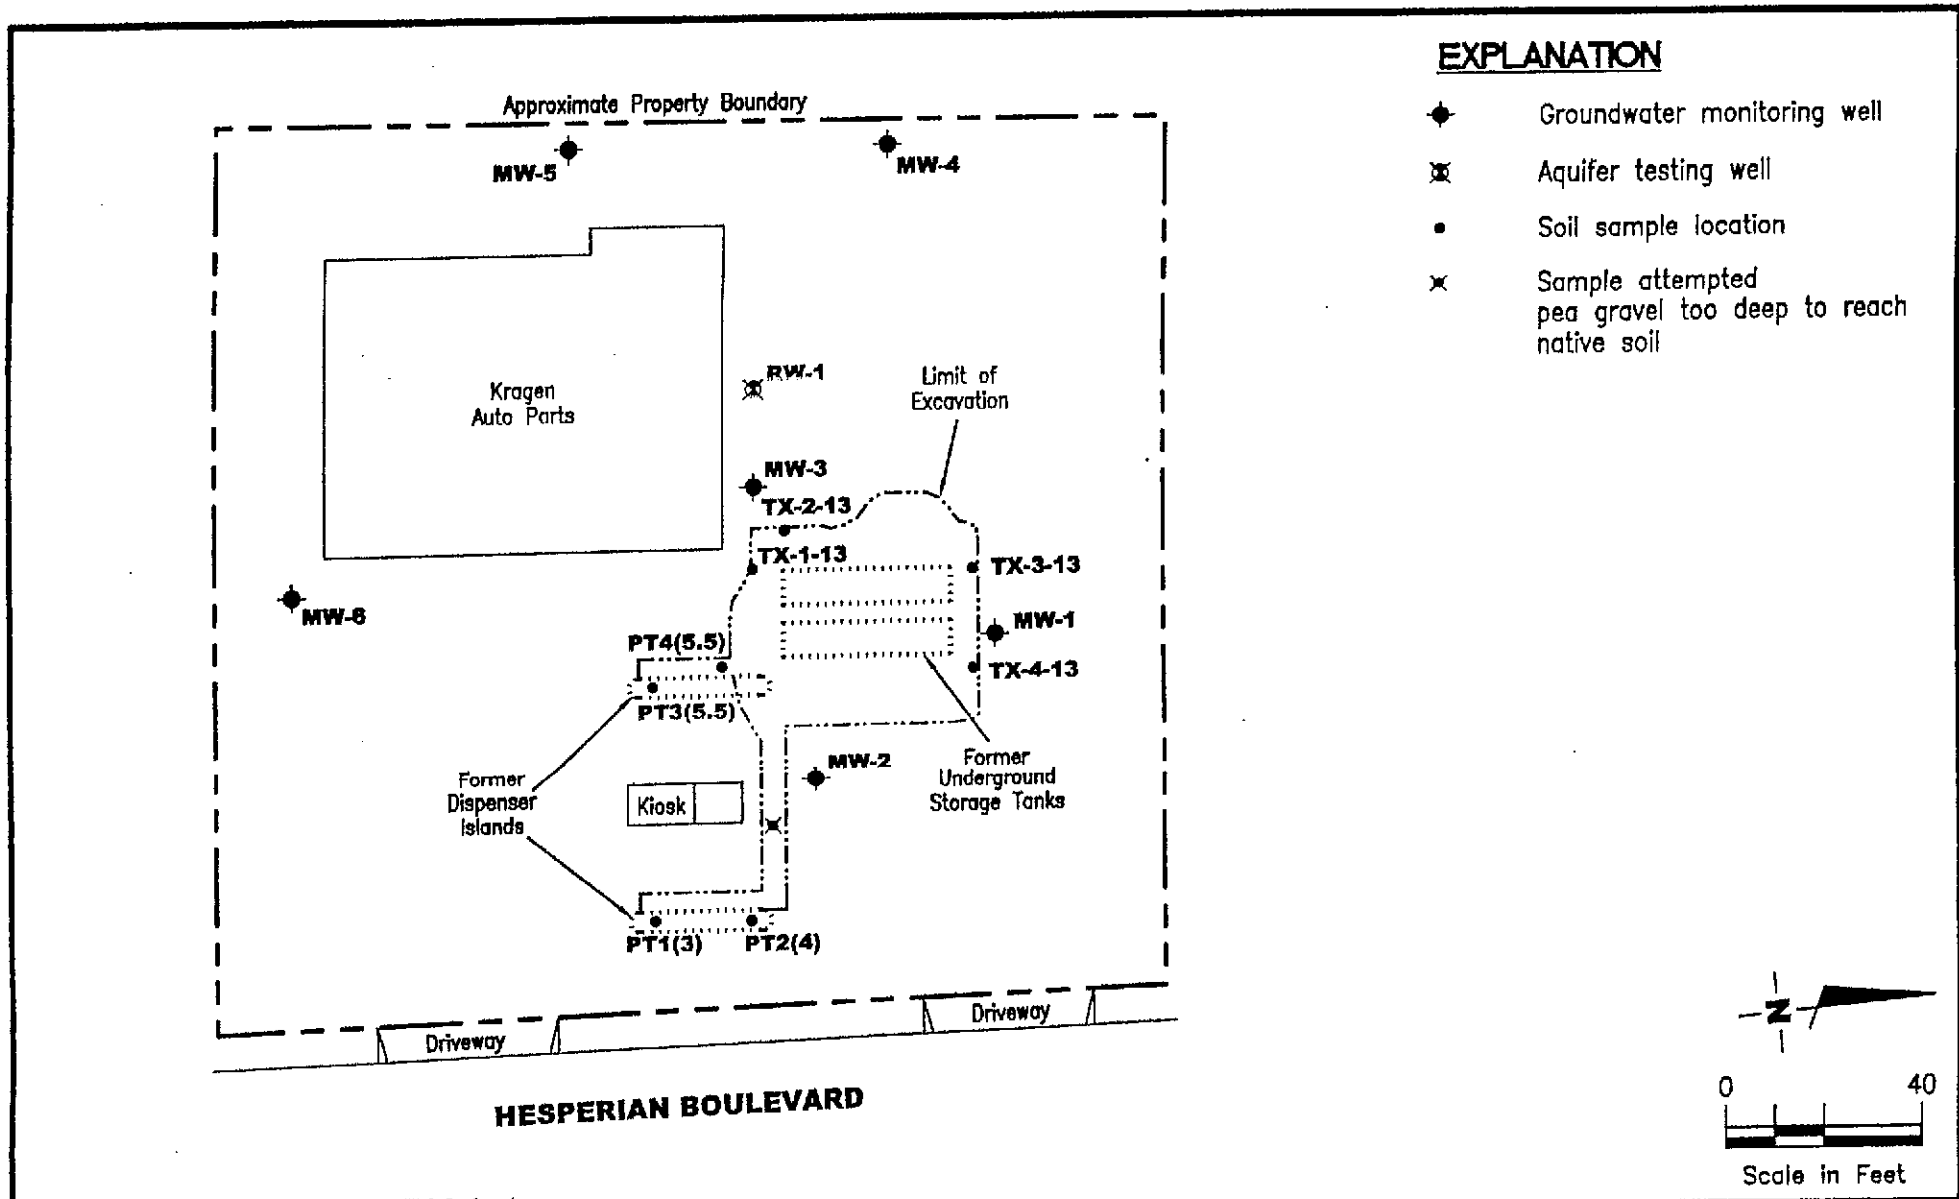 EXPLANATION
Groundwater monitoring well
Aquifer testing well
Soil sample location
Sample attempted
pea gravel too deep to reach
native soil
Approximate Property Boundary
MW-5
MW-4
Kragen
Auto Parts
RW-1
Limit of
Excavation
MW-3
TX-2-13
TX-1-13
TX-3-13
MW-6
MW-1
PT4(5.5)
TX-4-13
PT3(5.5)
MW-2
Former
Underground
Storage Tanks
Former
Dispenser
Islands
Kiosk
PT1(3)
PT2(4)
Driveway
Driveway
HESPERIAN BOULEVARD
N
0 40
Scale in Feet